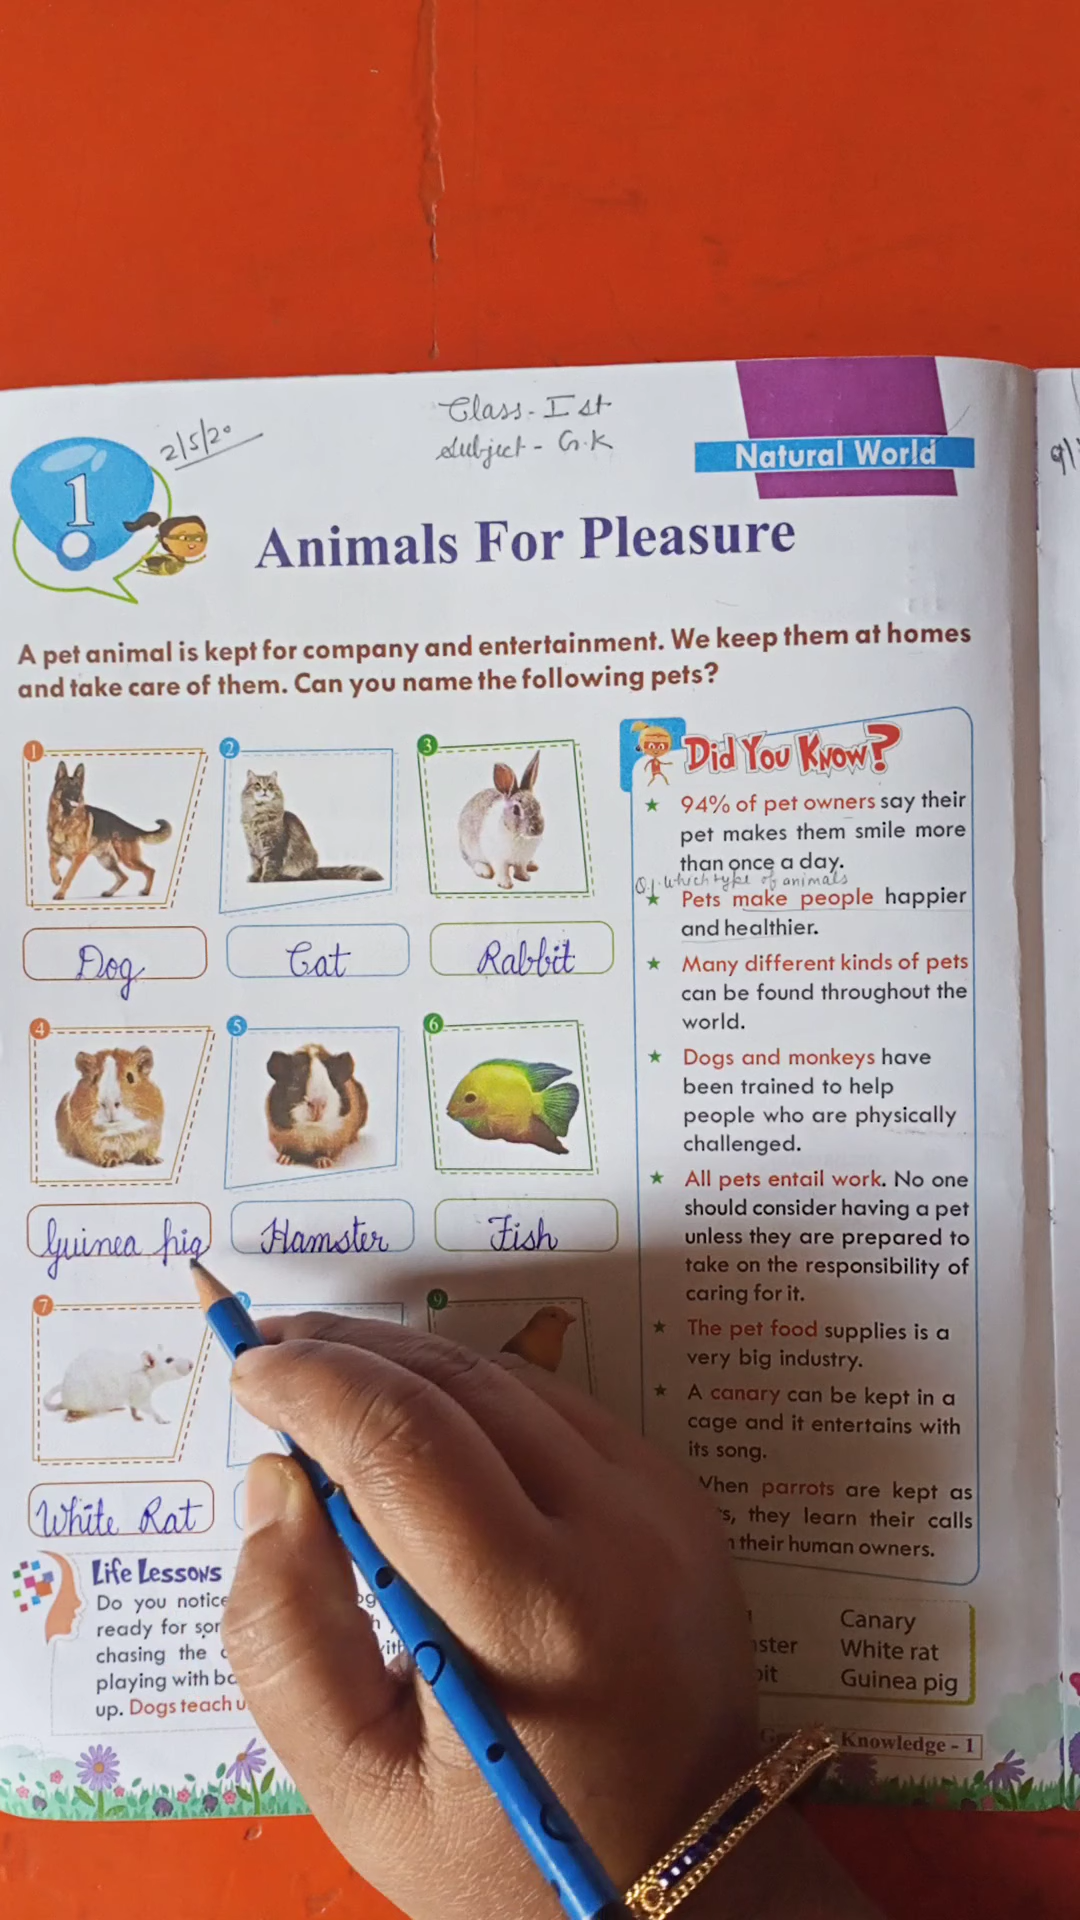 Class - I st
2/5/20
Subject - G.K
Natural World
1
Animals For Pleasure
A pet animal is kept for company and entertainment. We keep them at homes
and take care of them. Can you name the following pets?
1
2
3
Dog
Cat
Rabbit
4
5
6
Guinea pig
Hamster
Fish
7
9
White Rat
Did You Know?
★ 94% of pet owners say their
pet makes them smile more
than once a day.
Q.1. Which type of animals
★ Pets make people happier
and healthier.
★ Many different kinds of pets
can be found throughout the
world.
★ Dogs and monkeys have
been trained to help
people who are physically
challenged.
★ All pets entail work. No one
should consider having a pet
unless they are prepared to
take on the responsibility of
caring for it.
★ The pet food supplies is a
very big industry.
★ A canary can be kept in a
cage and it entertains with
its song.
When parrots are kept as
they learn their calls
their human owners.
Life Lessons
Do you notice
ready for
chasing the
playing with
up. Dogs teach
Canary
White rat
Guinea pig
Knowledge - 1